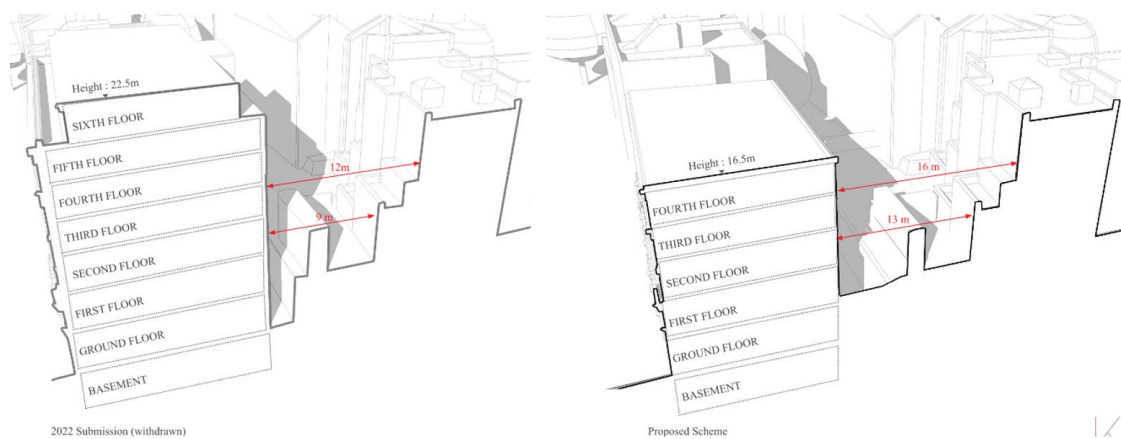 Height : 22.5m
SIXTH FLOOR
FIFTH FLOOR
FOURTH FLOOR
THIRD FLOOR
SECOND FLOOR
FIRST FLOOR
GROUND FLOOR
BASEMENT
12m
9 m
2022 Submission (withdrawn)
Height : 16.5m
FOURTH FLOOR
THIRD FLOOR
SECOND FLOOR
FIRST FLOOR
GROUND FLOOR
BASEMENT
16 m
13 m
Proposed Scheme